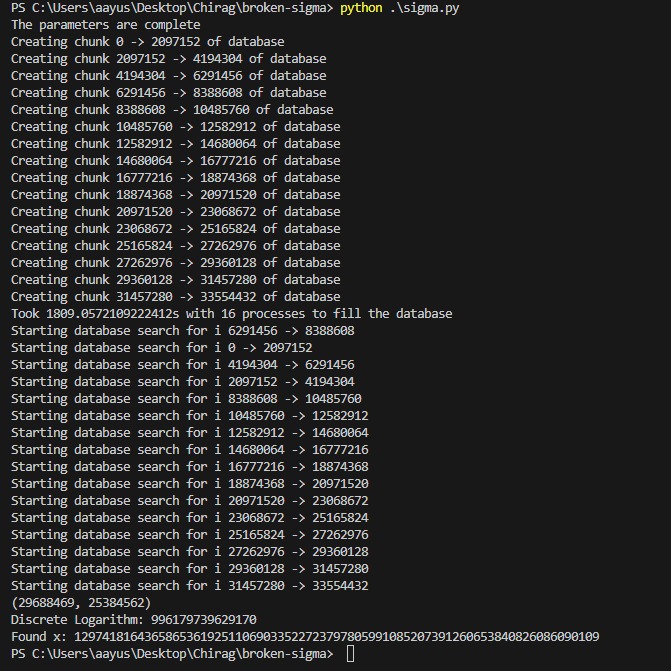 PS C:\Users\aayus\Desktop\Chirag\broken-sigma> python .\sigma.py
The parameters are complete
Creating chunk 0 -> 2097152 of database
Creating chunk 2097152 -> 4194304 of database
Creating chunk 4194304 -> 6291456 of database
Creating chunk 6291456 -> 8388608 of database
Creating chunk 8388608 -> 10485760 of database
Creating chunk 10485760 -> 12582912 of database
Creating chunk 12582912 -> 14680064 of database
Creating chunk 14680064 -> 16777216 of database
Creating chunk 16777216 -> 18874368 of database
Creating chunk 18874368 -> 20971520 of database
Creating chunk 20971520 -> 23068672 of database
Creating chunk 23068672 -> 25165824 of database
Creating chunk 25165824 -> 27262976 of database
Creating chunk 27262976 -> 29360128 of database
Creating chunk 29360128 -> 31457280 of database
Creating chunk 31457280 -> 33554432 of database
Took 1809.0572109222412s with 16 processes to fill the database
Starting database search for i 6291456 -> 8388608
Starting database search for i 0 -> 2097152
Starting database search for i 4194304 -> 6291456
Starting database search for i 2097152 -> 4194304
Starting database search for i 8388608 -> 10485760
Starting database search for i 10485760 -> 12582912
Starting database search for i 12582912 -> 14680064
Starting database search for i 14680064 -> 16777216
Starting database search for i 16777216 -> 18874368
Starting database search for i 18874368 -> 20971520
Starting database search for i 20971520 -> 23068672
Starting database search for i 23068672 -> 25165824
Starting database search for i 25165824 -> 27262976
Starting database search for i 27262976 -> 29360128
Starting database search for i 29360128 -> 31457280
Starting database search for i 31457280 -> 33554432
(29688469, 25384562)
Discrete Logarithm: 996179739629170
Found x: 12974181643658653619251106903352272379780599108520739126065384082608609010​9
PS C:\Users\aayus\Desktop\Chirag\broken-sigma>